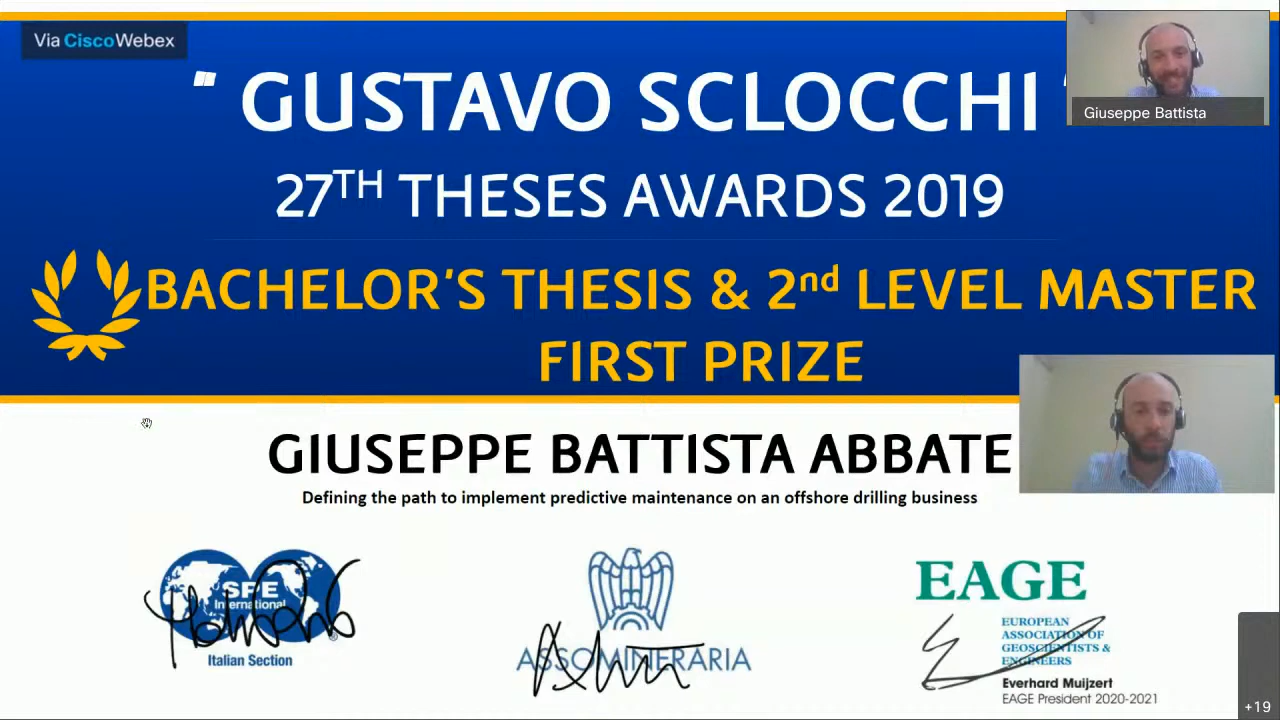 Via Cisco Webex
" GUSTAVO SCLOCCHI "
Giuseppe Battista
27TH THESES AWARDS 2019
BACHELOR'S THESIS & 2nd LEVEL MASTER
FIRST PRIZE
GIUSEPPE BATTISTA ABBATE
Defining the path to implement predictive maintenance on an offshore drilling business
SPE
International
Italian Section
ASSOMINERARIA
EAGE
EUROPEAN
ASSOCIATION OF
GEOSCIENTISTS &
ENGINEERS
Everhard Muijzert
EAGE President 2020-2021
+19